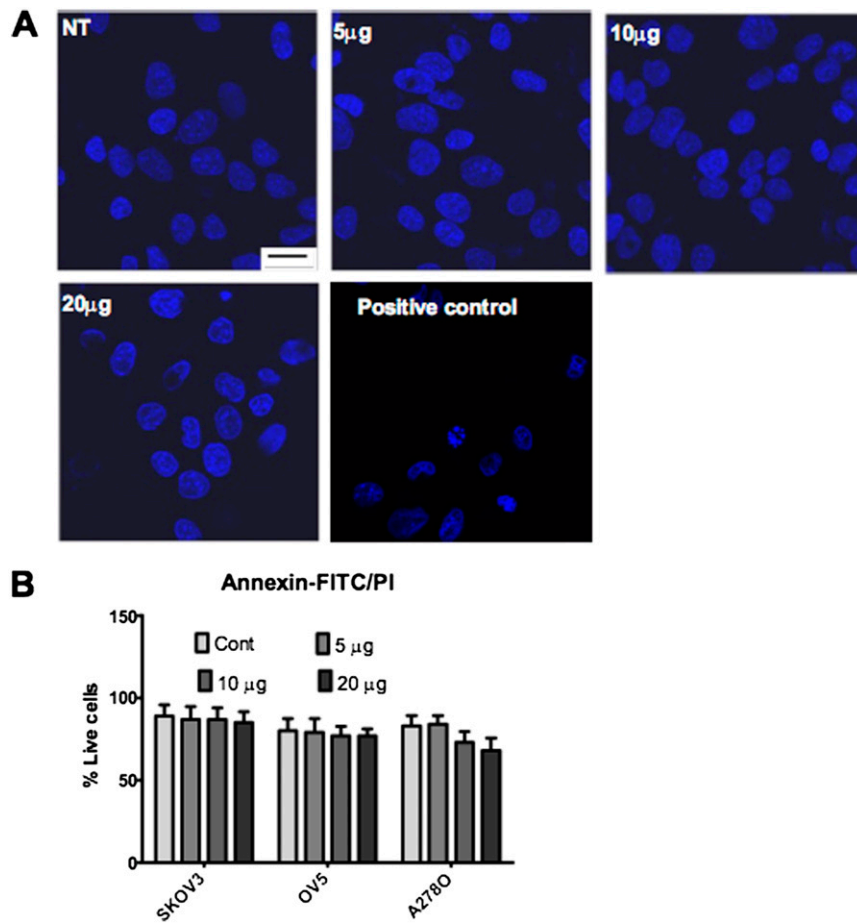 A
NT
5μg
10μg
20μg
Positive control
B
Annexin-FITC/PI
150
Cont
5 μg
10 μg
20 μg
100
% Live cells
50
0
SKOV3
OV5
A278O